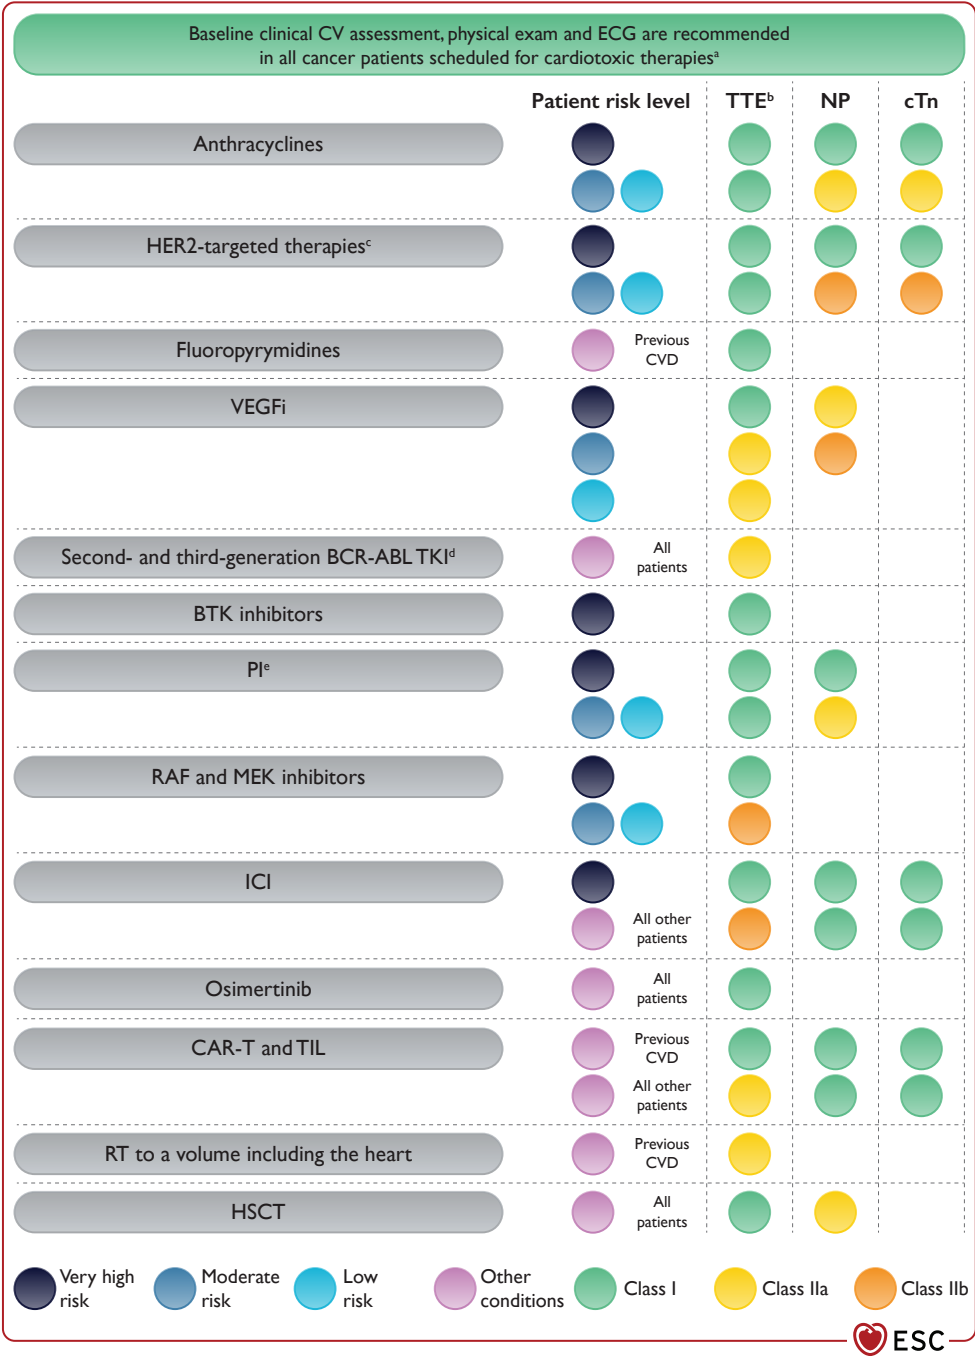 Baseline clinical CV assessment, physical exam and ECG are recommended
in all cancer patients scheduled for cardiotoxic therapiesᵃ
Patient risk level TTEᵇ NP cTn
Anthracyclines
HER2-targeted therapiesᶜ
Fluoropyrymidines
Previous
CVD
VEGFi
Second- and third-generation BCR-ABL TKIᵈ
All
patients
BTK inhibitors
PIᵉ
RAF and MEK inhibitors
ICI
All other
patients
Osimertinib
All
patients
CAR-T and TIL
Previous
CVD
All other
patients
RT to a volume including the heart
Previous
CVD
HSCT
All
patients
Very high
risk
Moderate
risk
Low
risk
Other
conditions
Class I
Class IIa
Class IIb
ESC